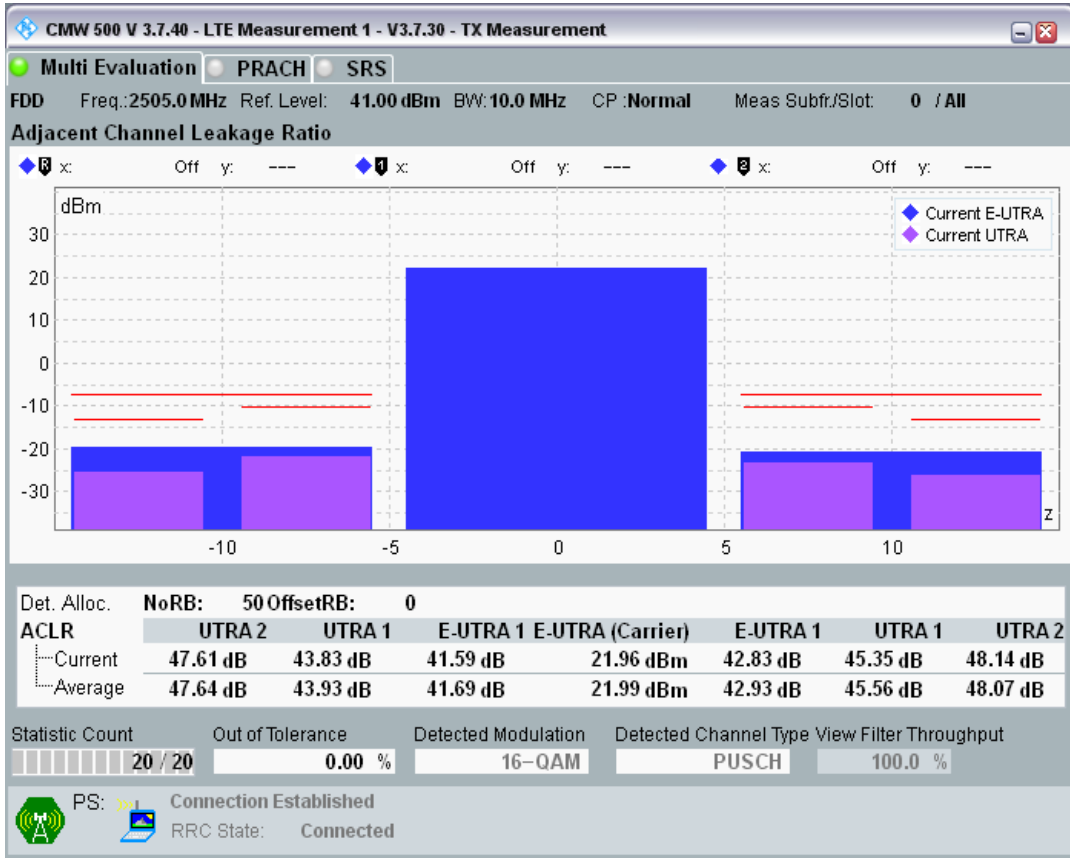 CMW 500 V 3.7.40 - LTE Measurement 1 - V3.7.30 - TX Measurement
Multi Evaluation PRACH SRS
FDD Freq.:2505.0 MHz Ref. Level: 41.00 dBm BW: 10.0 MHz CP :Normal Meas Subfr./Slot: 0 / All
Adjacent Channel Leakage Ratio
R x: Off y: --- 1 x: Off y: --- 2 x: Off y: ---
dBm
Current E-UTRA
Current UTRA
30
20
10
0
-10
-20
-30
z
-10 -5 0 5 10
Det. Alloc. NoRB: 50 OffsetRB: 0
ACLR UTRA 2 UTRA 1 E-UTRA 1 E-UTRA (Carrier) E-UTRA 1 UTRA 1 UTRA 2
Current 47.61 dB 43.83 dB 41.59 dB 21.96 dBm 42.83 dB 45.35 dB 48.14 dB
Average 47.64 dB 43.93 dB 41.69 dB 21.99 dBm 42.93 dB 45.56 dB 48.07 dB
Statistic Count Out of Tolerance Detected Modulation Detected Channel Type View Filter Throughput
20 / 20 0.00 % 16-QAM PUSCH 100.0 %
PS: Connection Established
RRC State: Connected